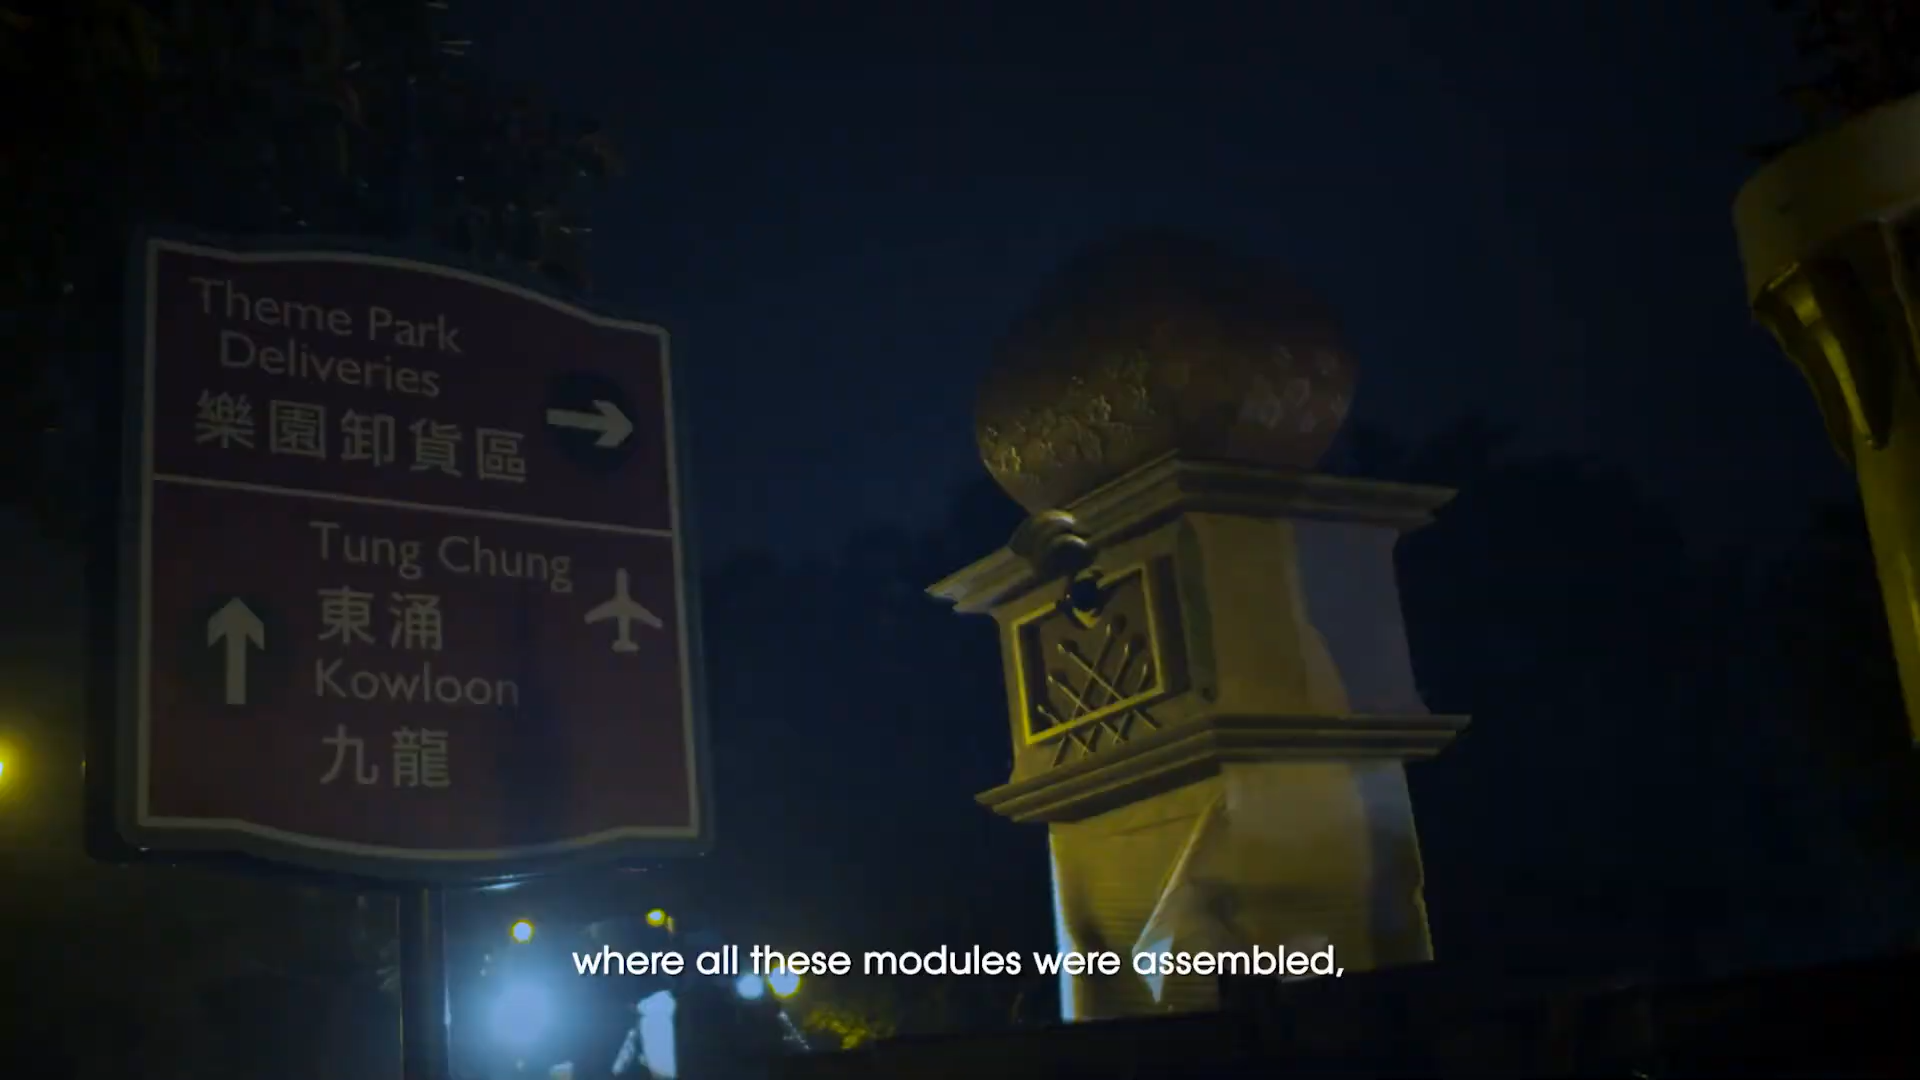 Theme Park
Deliveries
樂園卸貨區
Tung Chung
東涌
Kowloon
九龍
where all these modules were assembled,